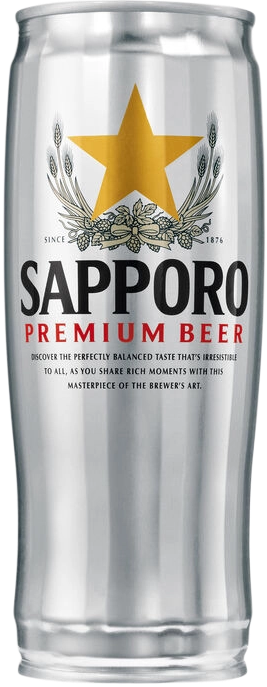 SINCE 1876
SAPPORO
PREMIUM BEER
DISCOVER THE PERFECTLY BALANCED TASTE THAT'S IRRESISTIBLE
TO ALL, AS YOU SHARE RICH MOMENTS WITH THIS
MASTERPIECE OF THE BREWER'S ART.